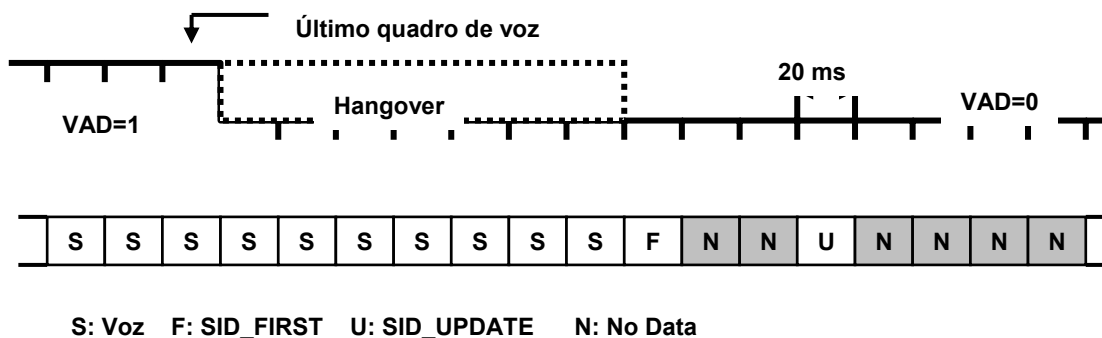 Último quadro de voz
20 ms
VAD=1
Hangover
VAD=0
S S S S S S S S S S F N N U N N N N
S: Voz F: SID_FIRST U: SID_UPDATE N: No Data